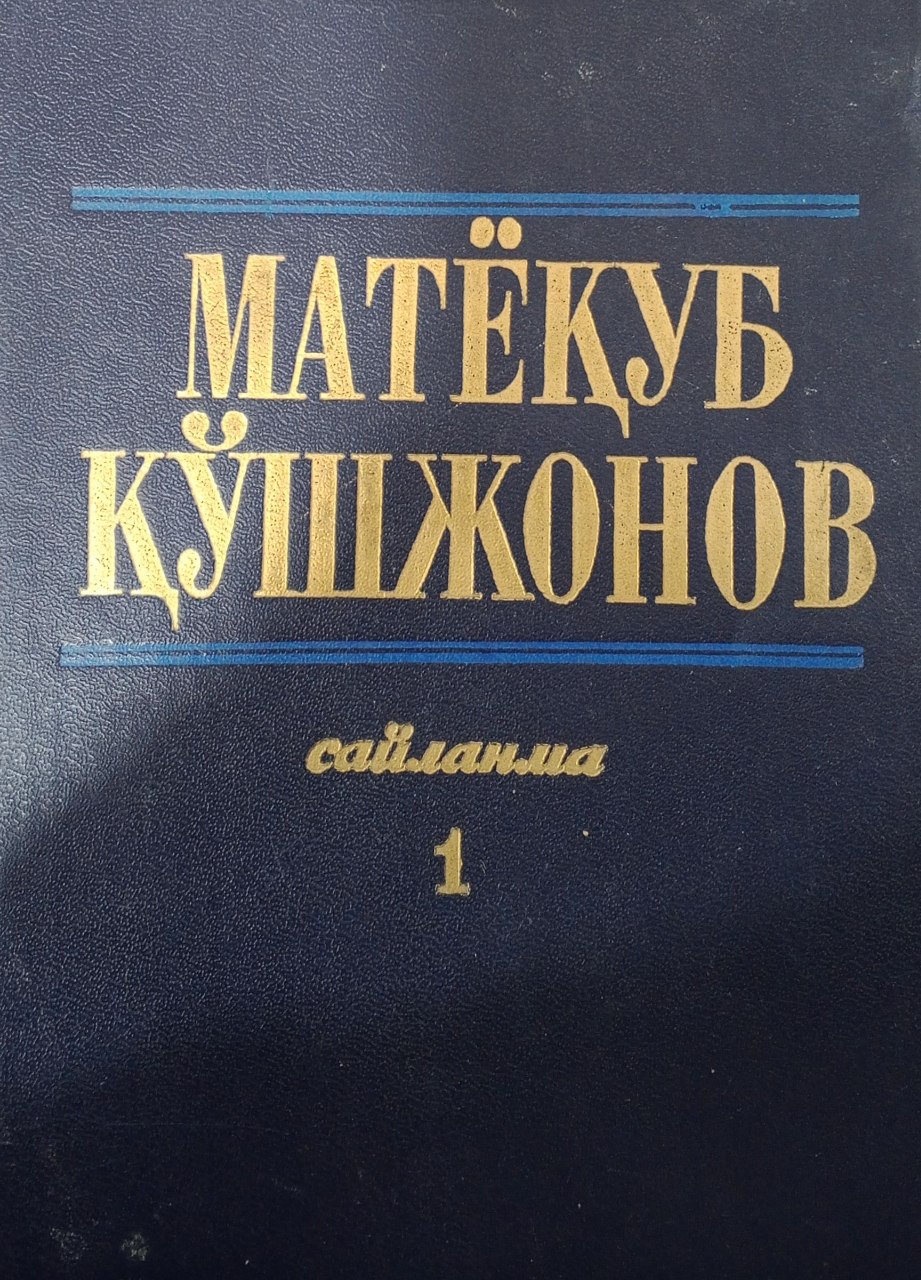 МАТЁҚУБ
ҚЎШЖОНОВ
сайланма
1